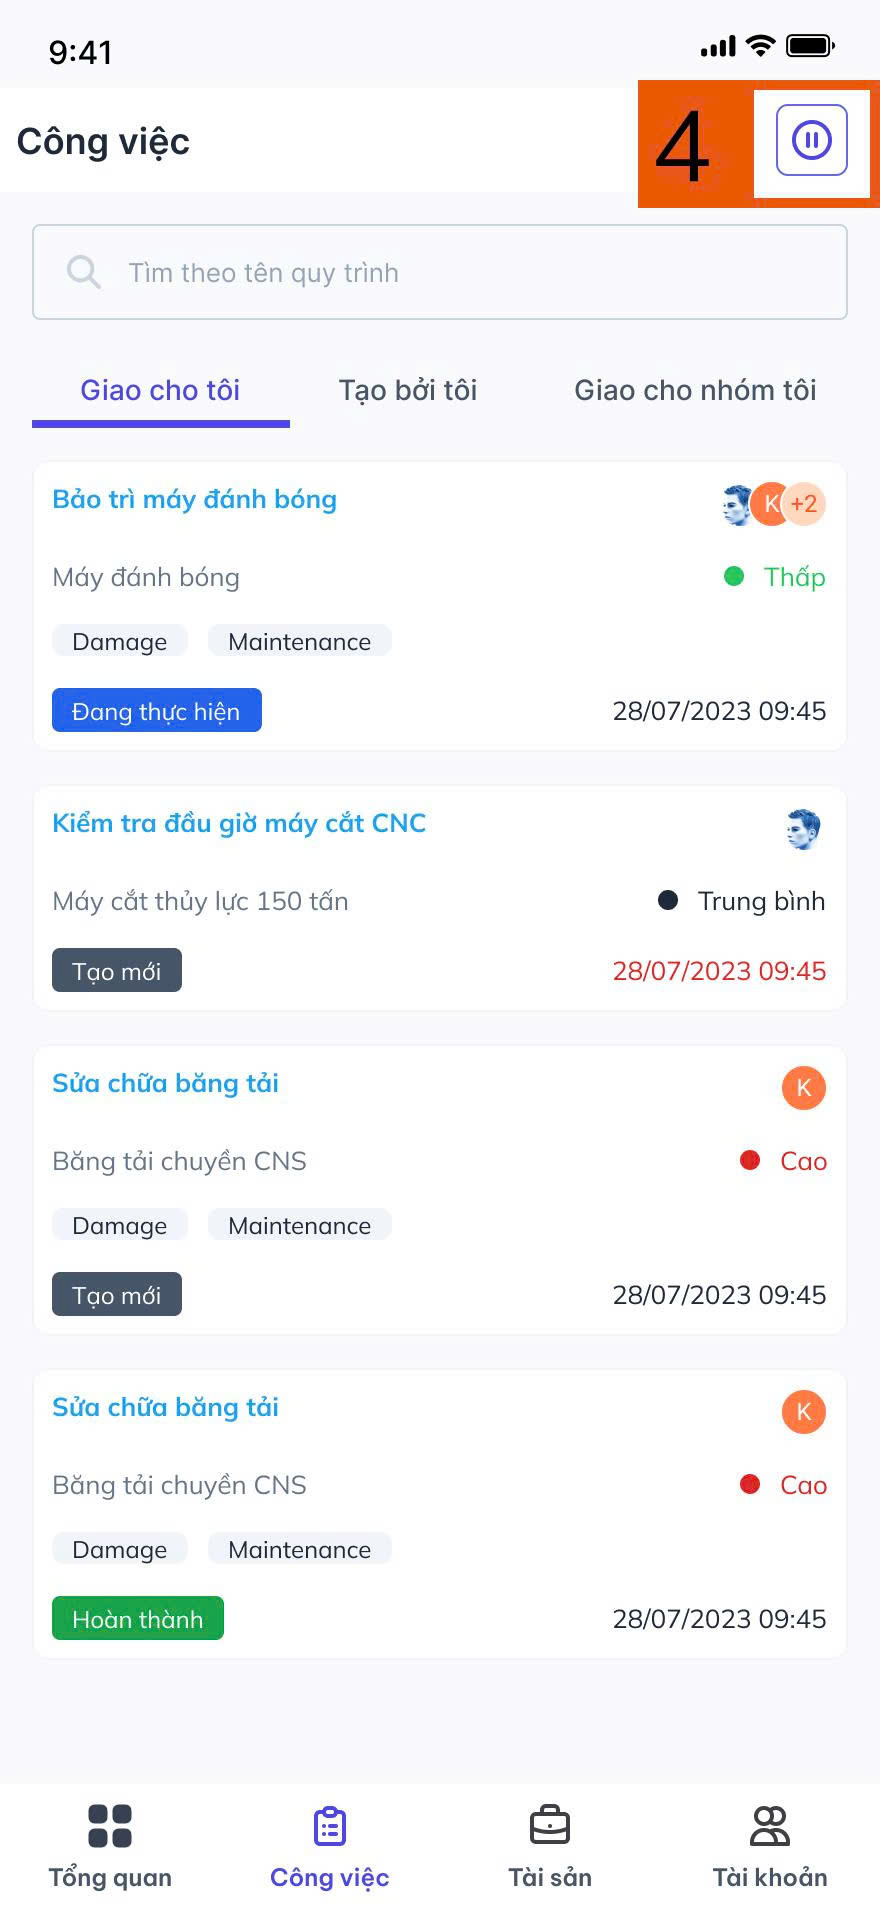 9:41
Công việc
4
Tìm theo tên quy trình
Giao cho tôi
Tạo bởi tôi
Giao cho nhóm tôi
Bảo trì máy đánh bóng
K
+2
Máy đánh bóng
Thấp
Damage
Maintenance
Đang thực hiện
28/07/2023 09:45
Kiểm tra đầu giờ máy cắt CNC
Máy cắt thủy lực 150 tấn
Trung bình
Tạo mới
28/07/2023 09:45
Sửa chữa băng tải
K
Băng tải chuyền CNS
Cao
Damage
Maintenance
Tạo mới
28/07/2023 09:45
Sửa chữa băng tải
K
Băng tải chuyền CNS
Cao
Damage
Maintenance
Hoàn thành
28/07/2023 09:45
Tổng quan
Công việc
Tài sản
Tài khoản